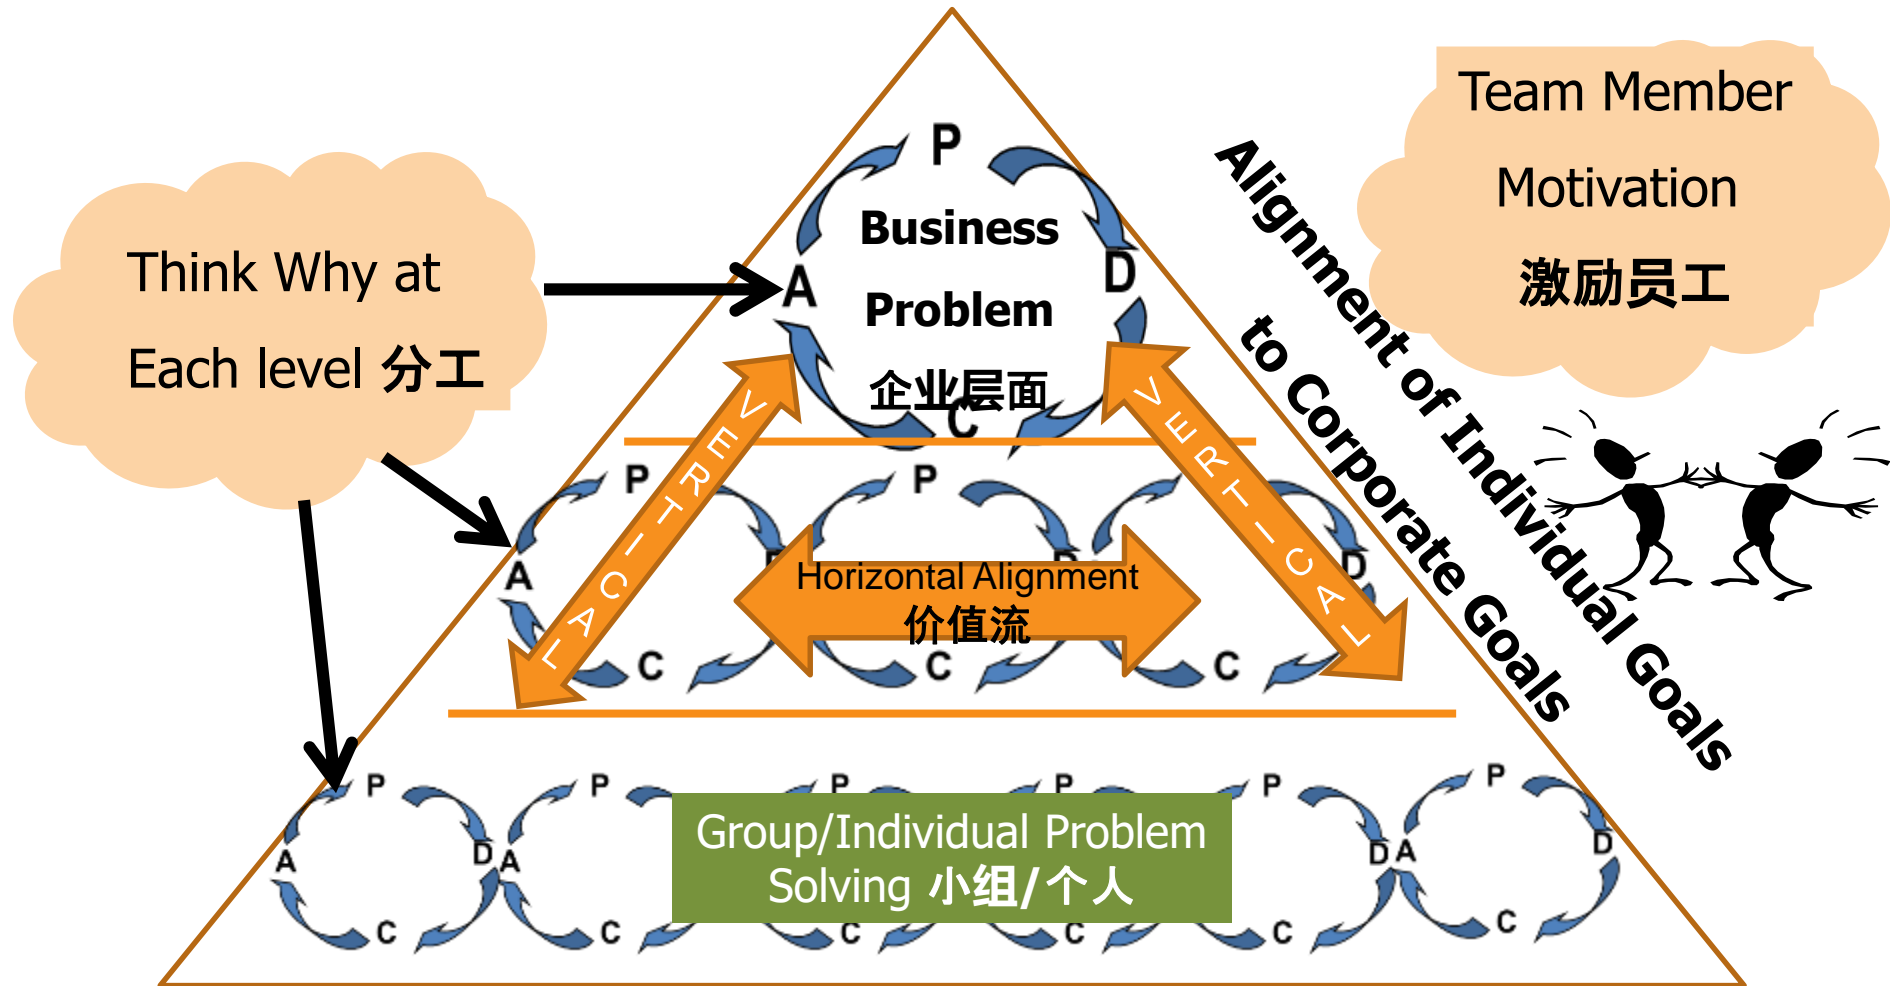 Think Why at
Each level 分工
P
D
C
A
Business
Problem
企业层面
Team Member
Motivation
激励员工
Alignment of Individual Goals
to Corporate Goals
VERTICAL
VERTICAL
P
P
A
D
D
C
C
C
Horizontal Alignment
价值流
P
P
P
P
P
P
A
D
A
D
A
D
C
C
C
C
C
C
Group/Individual Problem
Solving 小组/个人